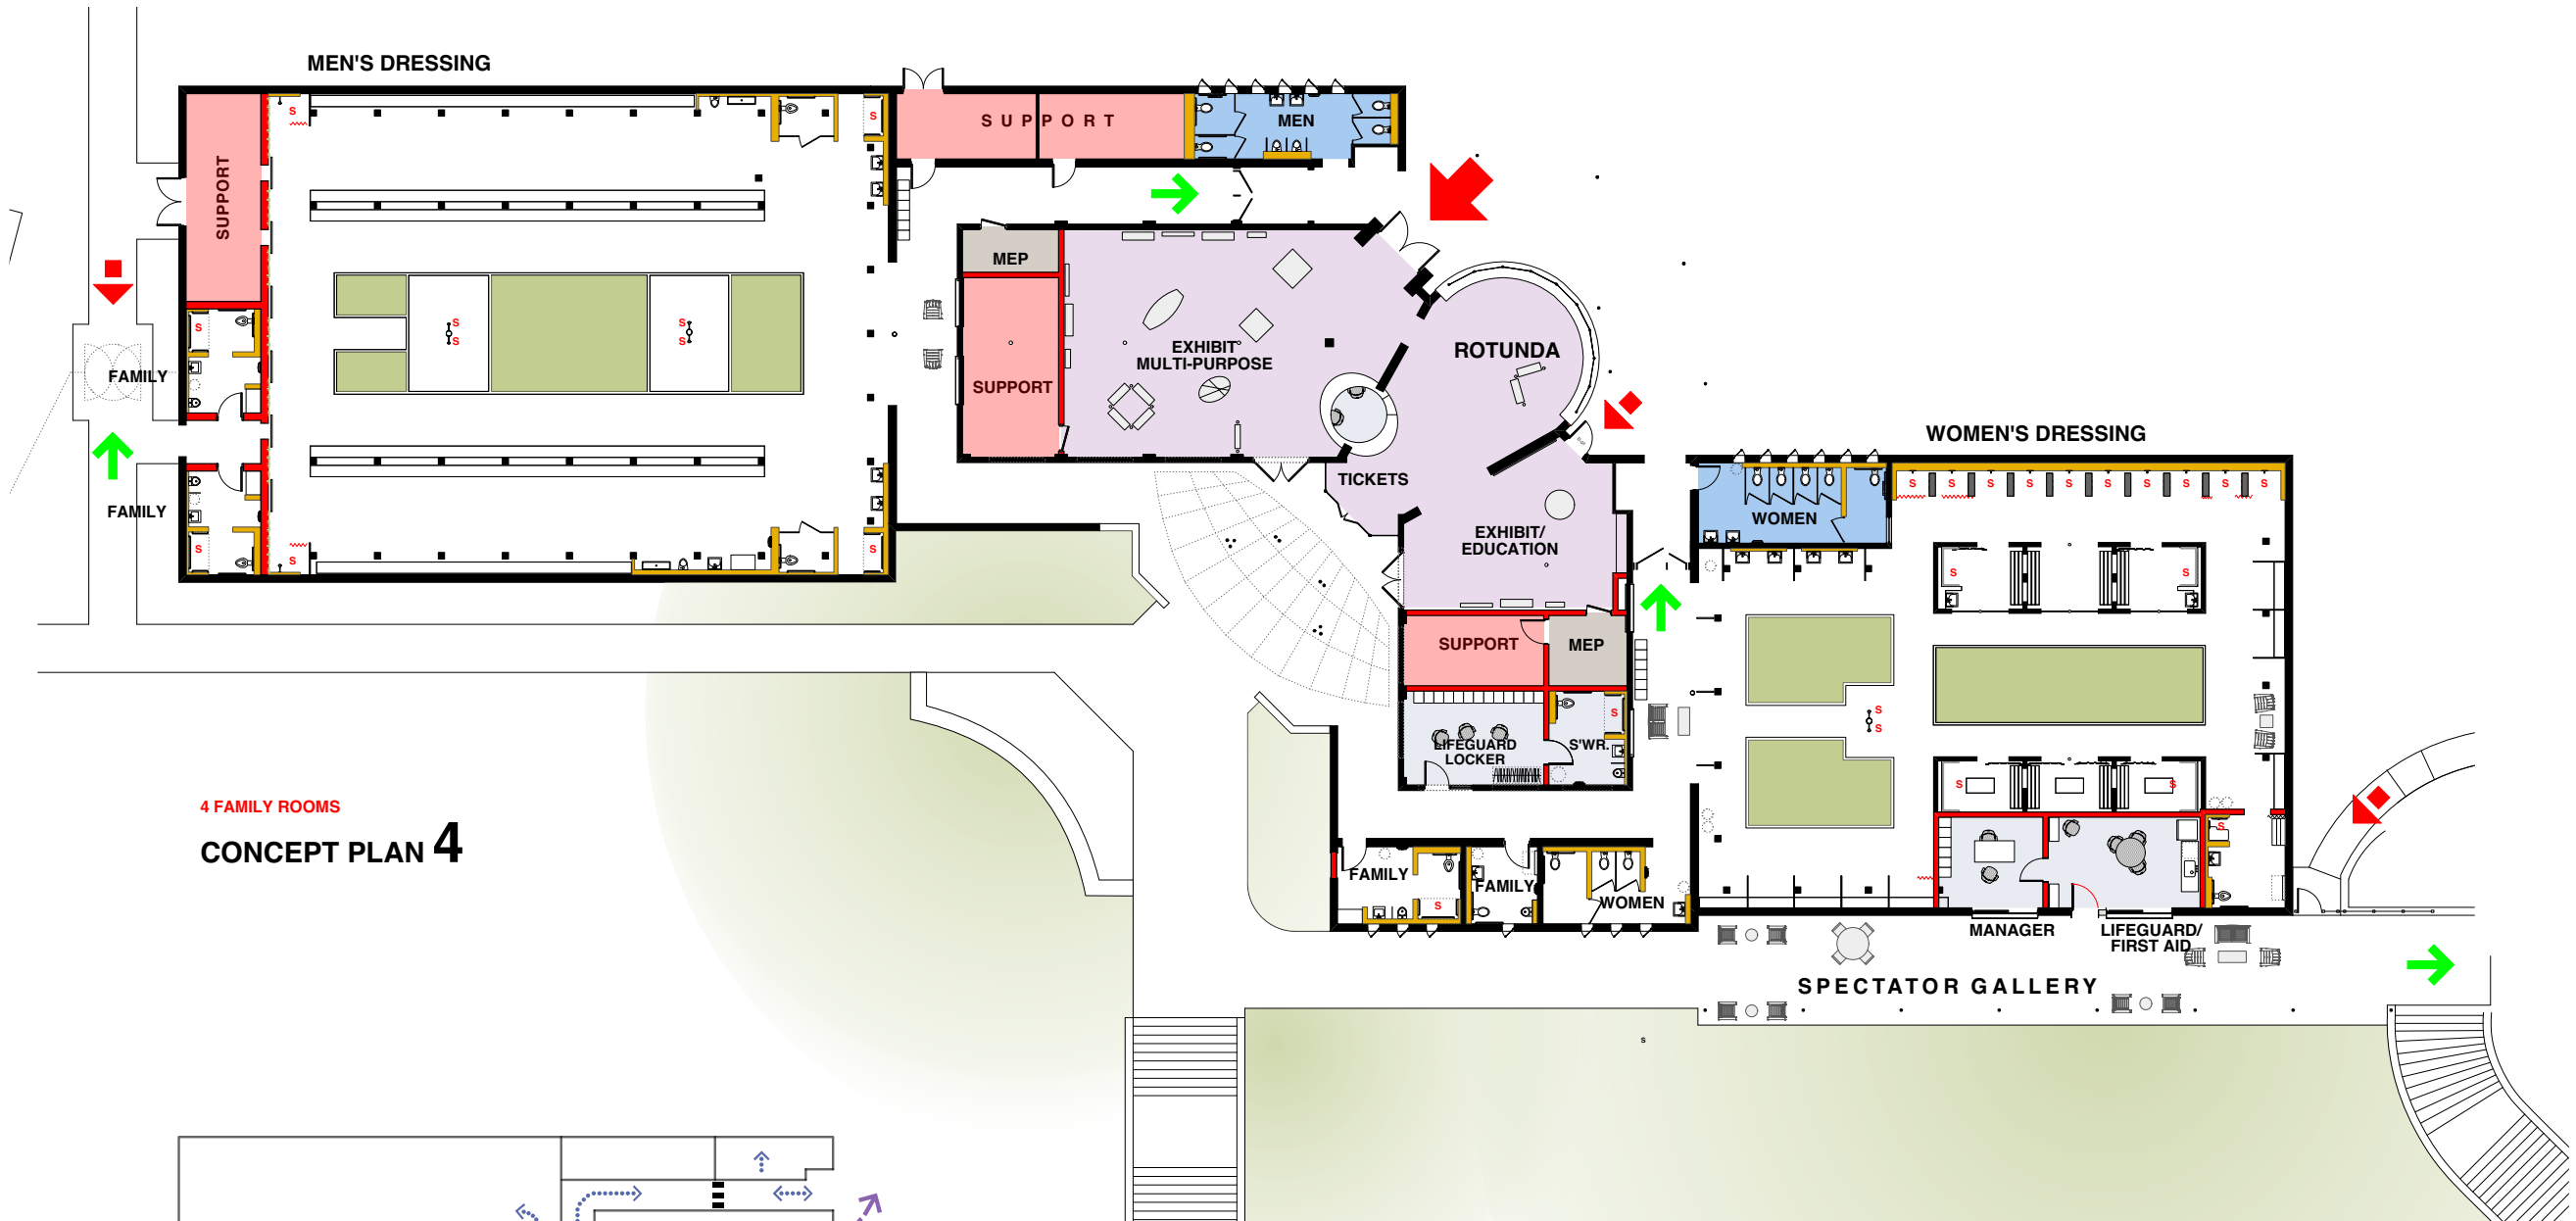 MEN'S DRESSING
S
S
SUPPORT
MEN
SUPPORT
MEP
S
S
S
S
S
EXHIBIT
MULTI-PURPOSE
ROTUNDA
SUPPORT
FAMILY
WOMEN'S DRESSING
TICKETS
S S S S S S S S S S
FAMILY
WOMEN
EXHIBIT/
EDUCATION
S
S
S
S
S
SUPPORT
MEP
S
S
S
LIFEGUARD
LOCKER
S'WR.
4 FAMILY ROOMS
CONCEPT PLAN 4
S
S
S
FAMILY
FAMILY
WOMEN
S
MANAGER
LIFEGUARD/
FIRST AID
SPECTATOR GALLERY
S